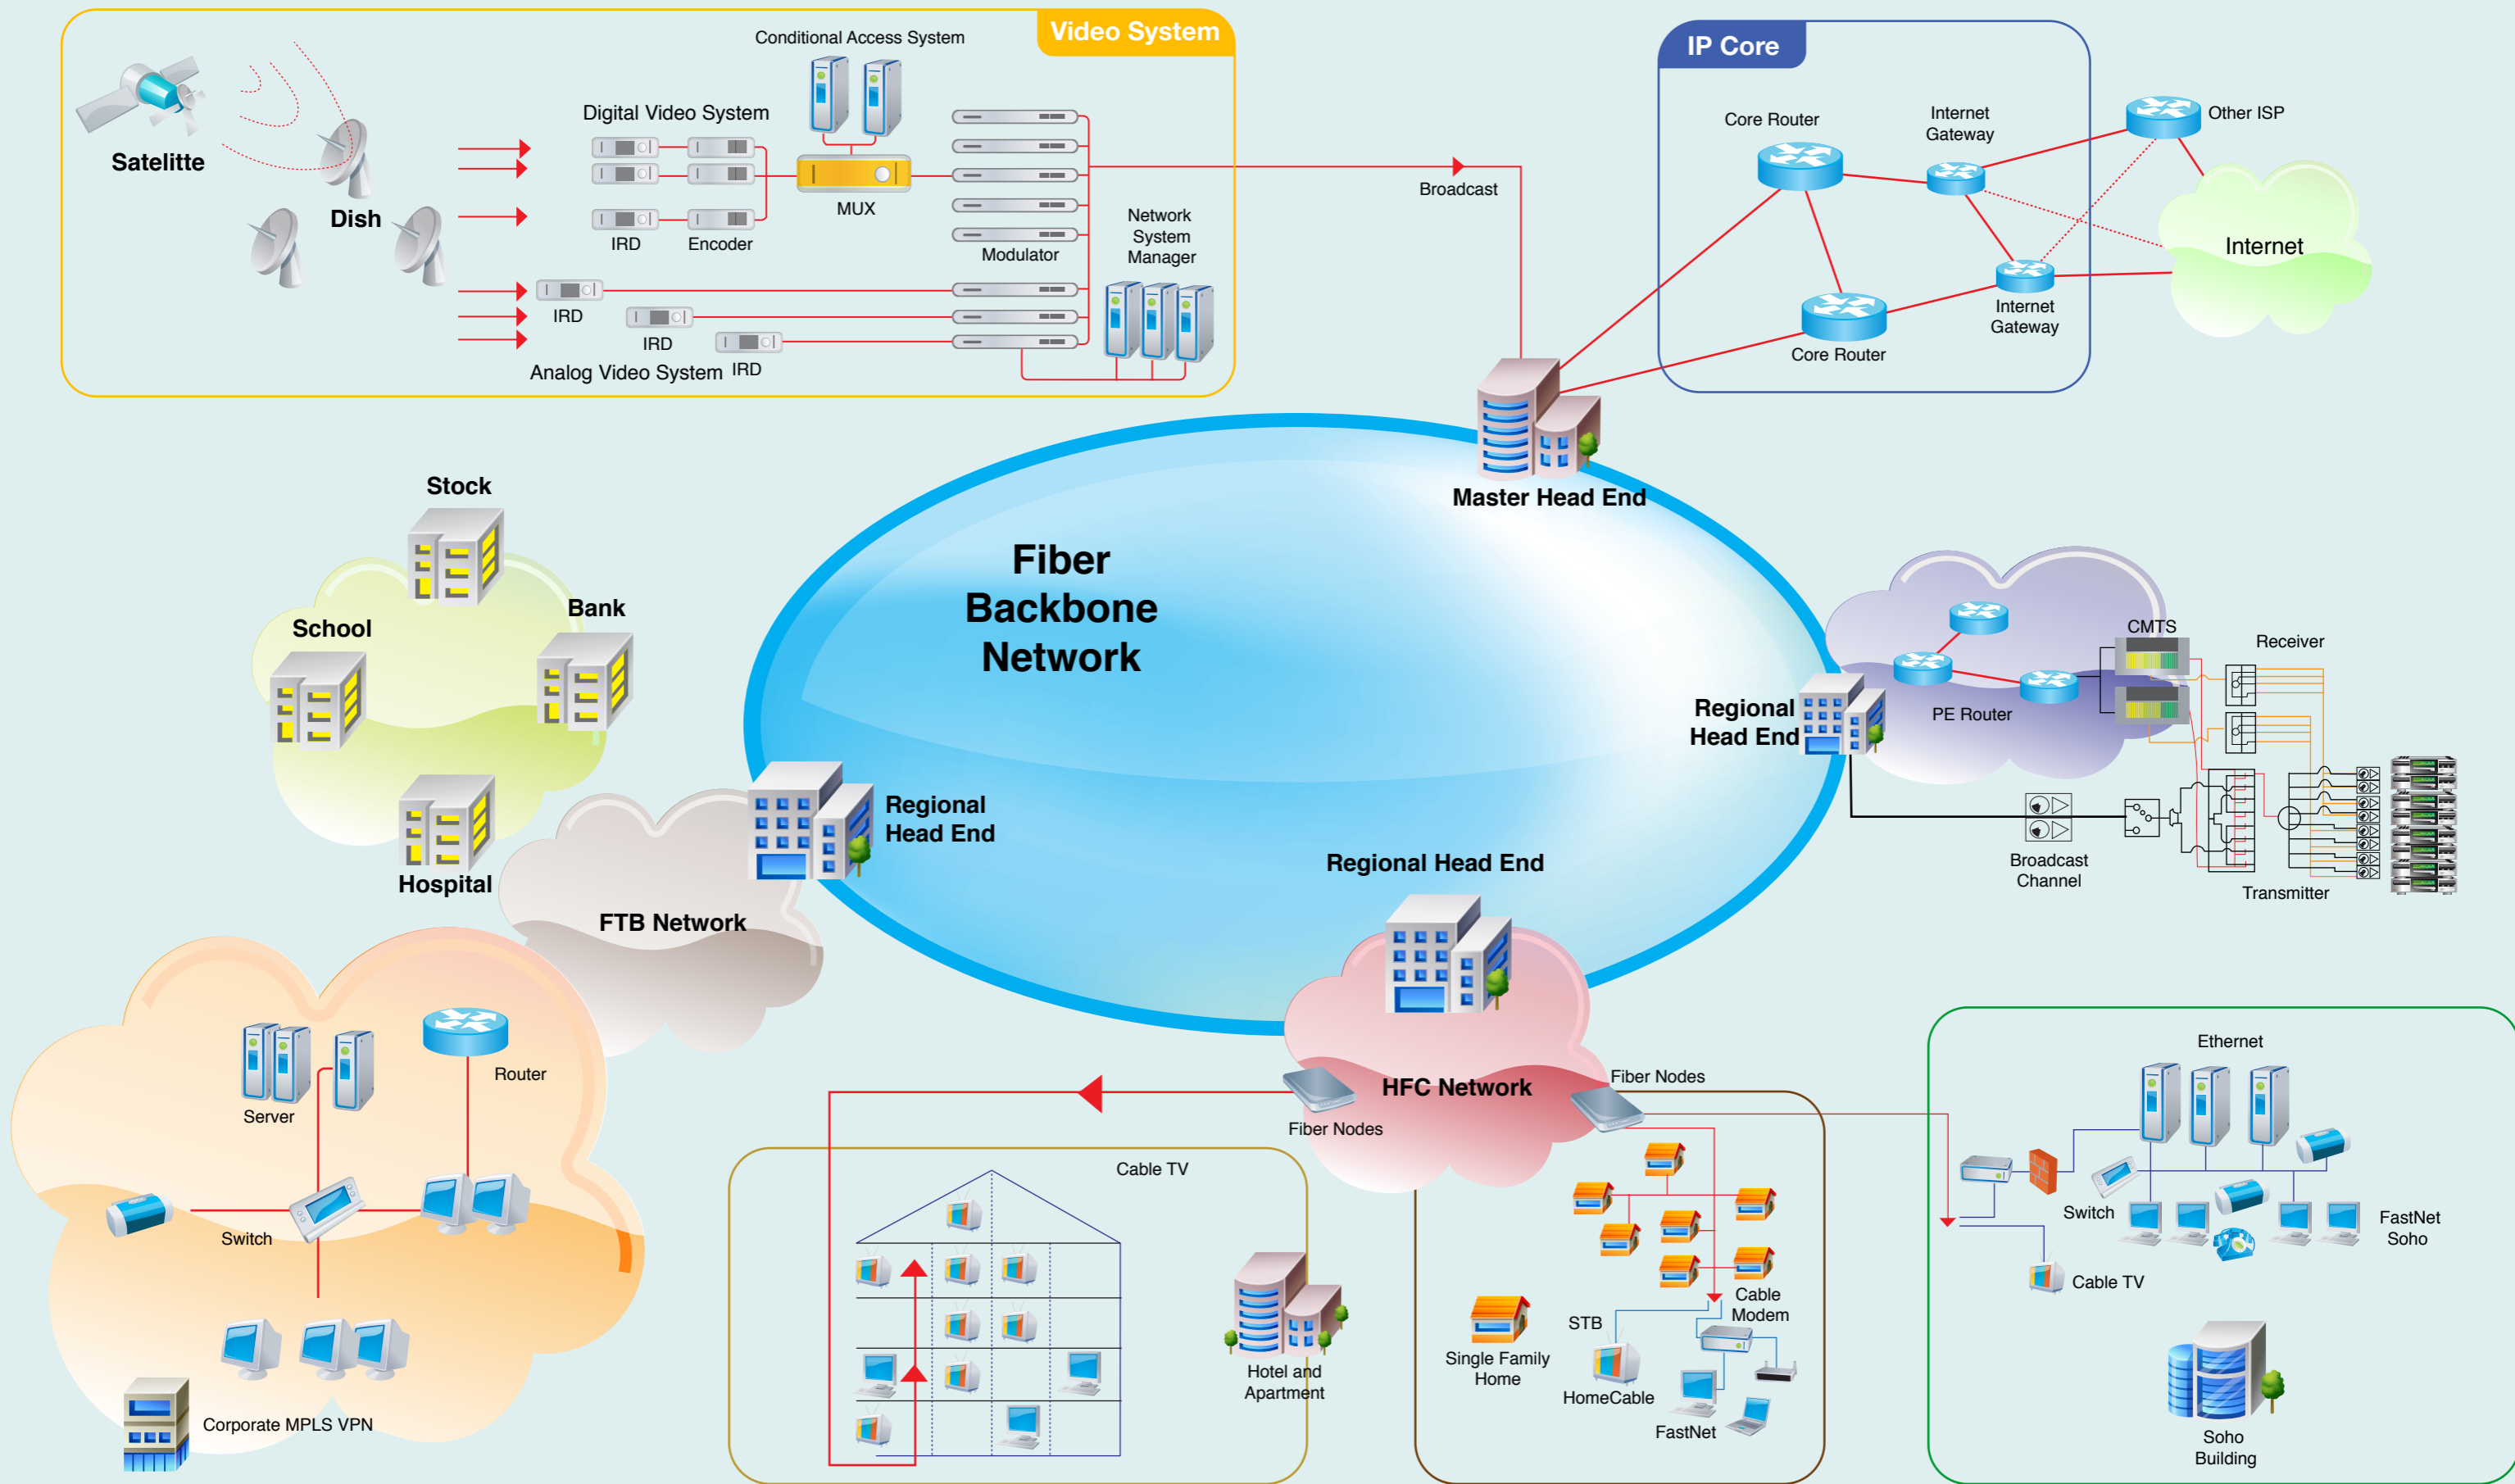 Video System
Conditional Access System
Digital Video System
Satelitte
Dish
MUX
IRD
Encoder
Modulator
Network
System
Manager
IRD
IRD
IRD
Analog Video System
Broadcast
IP Core
Core Router
Internet
Gateway
Other ISP
Internet
Internet
Gateway
Core Router
Master Head End
Fiber
Backbone
Network
Stock
Bank
School
Hospital
Regional
Head End
FTB Network
Regional
Head End
CMTS
Receiver
PE Router
Broadcast
Channel
Transmitter
Regional Head End
HFC Network
Fiber Nodes
Fiber Nodes
Server
Router
Switch
Corporate MPLS VPN
Cable TV
Hotel and
Apartment
Single Family
Home
STB
HomeCable
Cable
Modem
FastNet
Ethernet
Switch
FastNet
Soho
Cable TV
Soho
Building